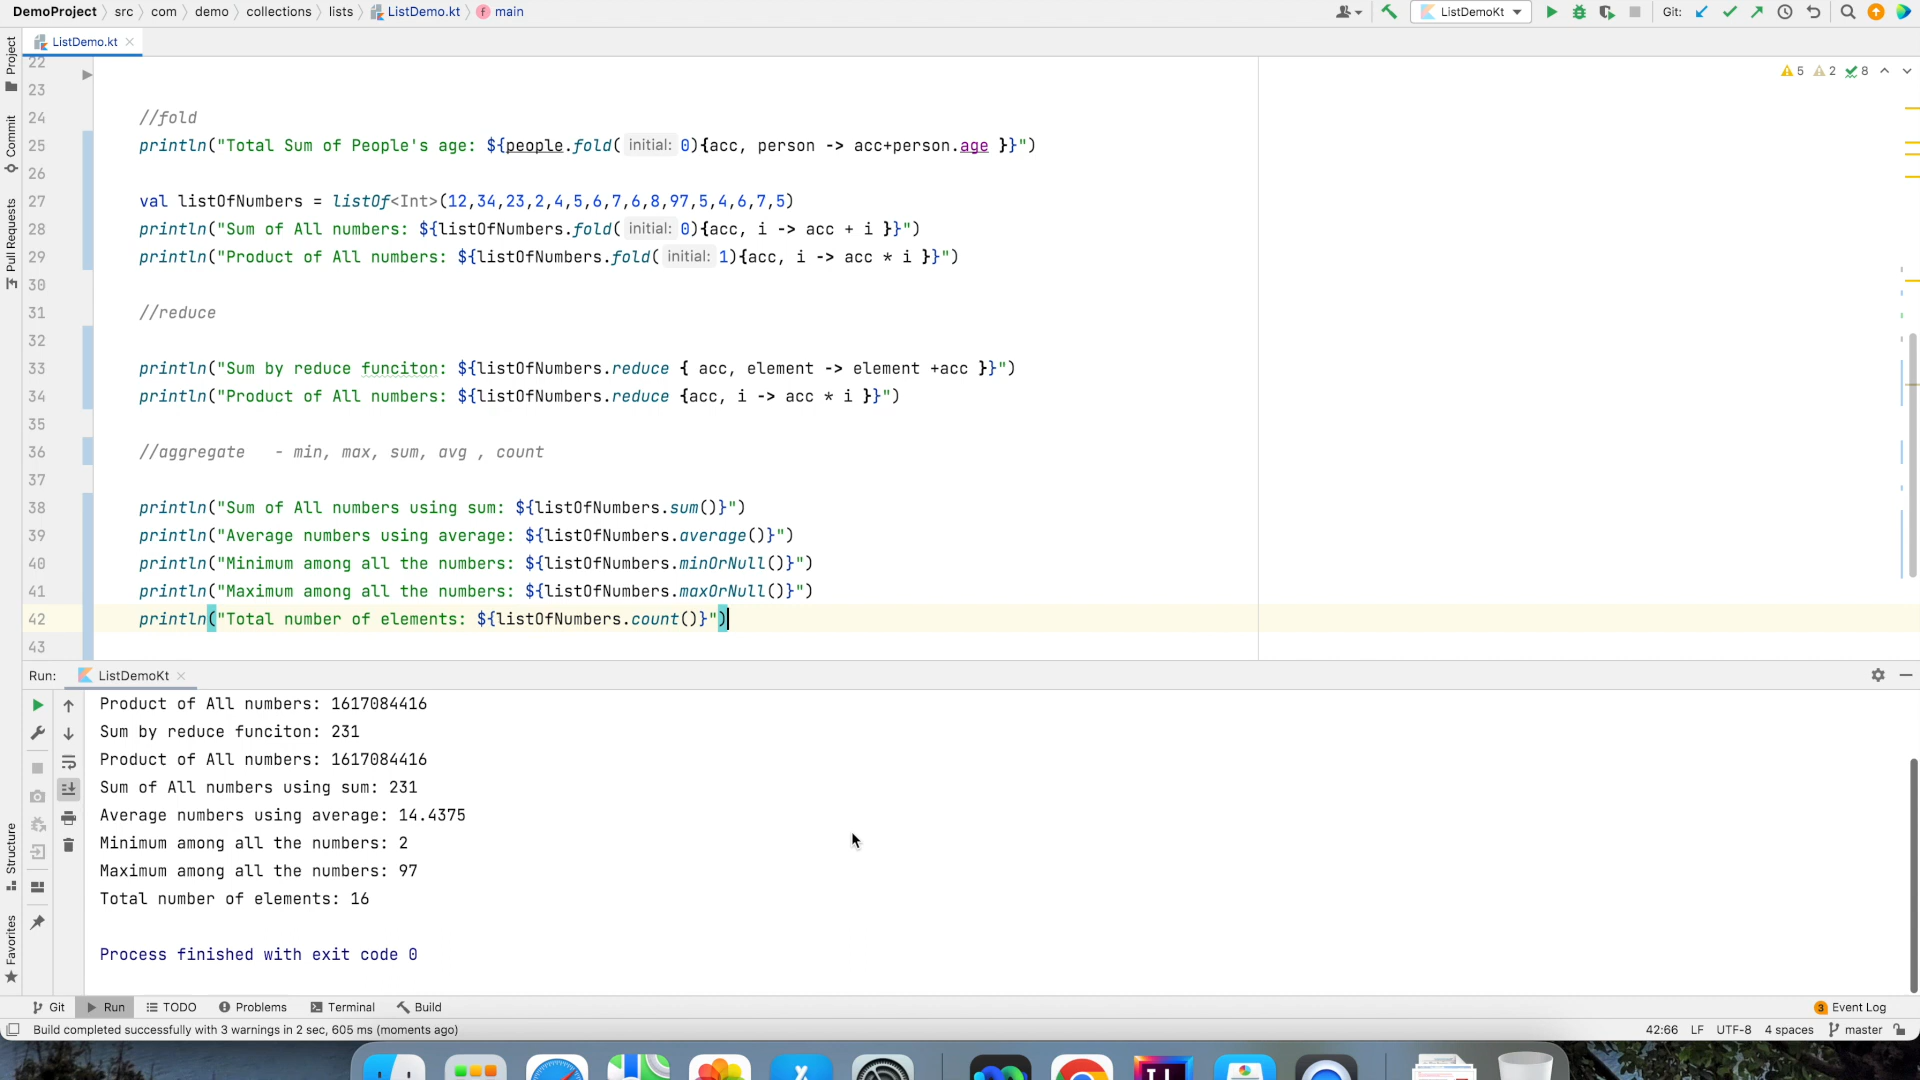 DemoProject src com demo collections lists ListDemo.kt main
ListDemoKt
Git:
ListDemo.kt
5 2 8
Project
Commit
Pull Requests
Structure
Favorites
22
23
24 //fold
25 println("Total Sum of People's age: ${people.fold( initial: 0){acc, person -> acc+person.age }}")
26
27 val listOfNumbers = listOf<Int>(12,34,23,2,4,5,6,7,6,8,97,5,4,6,7,5)
28 println("Sum of All numbers: ${listOfNumbers.fold( initial: 0){acc, i -> acc + i }}")
29 println("Product of All numbers: ${listOfNumbers.fold( initial: 1){acc, i -> acc * i }}")
30
31 //reduce
32
33 println("Sum by reduce funciton: ${listOfNumbers.reduce { acc, element -> element +acc }}")
34 println("Product of All numbers: ${listOfNumbers.reduce {acc, i -> acc * i }}")
35
36 //aggregate - min, max, sum, avg , count
37
38 println("Sum of All numbers using sum: ${listOfNumbers.sum()}")
39 println("Average numbers using average: ${listOfNumbers.average()}")
40 println("Minimum among all the numbers: ${listOfNumbers.minOrNull()}")
41 println("Maximum among all the numbers: ${listOfNumbers.maxOrNull()}")
42 println("Total number of elements: ${listOfNumbers.count()}")
43
Run: ListDemoKt
Product of All numbers: 1617084416
Sum by reduce funciton: 231
Product of All numbers: 1617084416
Sum of All numbers using sum: 231
Average numbers using average: 14.4375
Minimum among all the numbers: 2
Maximum among all the numbers: 97
Total number of elements: 16
Process finished with exit code 0
Git Run TODO Problems Terminal Build
3 Event Log
Build completed successfully with 3 warnings in 2 sec, 605 ms (moments ago)
42:66 LF UTF-8 4 spaces master